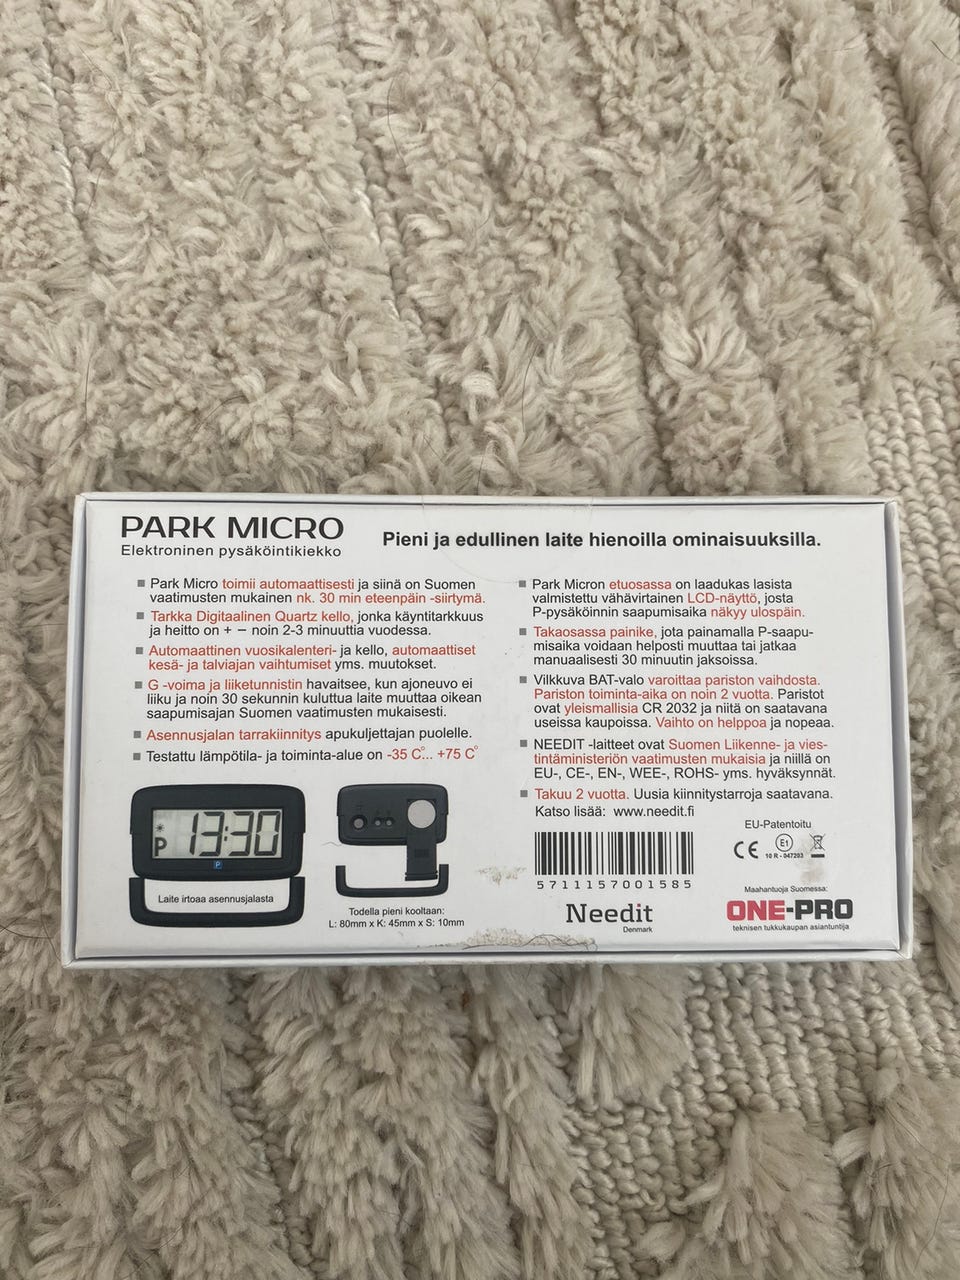 PARK MICRO
Elektroninen pysäköintikiekko
Pieni ja edullinen laite hienoilla ominaisuuksilla.
Park Micro toimii automaattisesti ja siinä on Suomen
vaatimusten mukainen nk. 30 min eteenpäin -siirtymä.
Tarkka Digitaalinen Quartz kello, jonka käyntitarkkuus
ja heitto on + − noin 2-3 minuuttia vuodessa.
Automaattinen vuosikalenteri- ja kello, automaattiset
kesä- ja talviajan vaihtumiset yms. muutokset.
G -voima ja liiketunnistin havaitsee, kun ajoneuvo ei
liiku ja noin 30 sekunnin kuluttua laite muuttaa oikean
saapumisajan Suomen vaatimusten mukaisesti.
Asennusjalan tarrakiinnitys apukuljettajan puolelle.
Testattu lämpötila- ja toiminta-alue on -35 C°... +75 C°
Park Micron etuosassa on laadukas lasista
valmistettu vähävirtainen LCD-näyttö, josta
P-pysäköinnin saapumisaika näkyy ulospäin.
Takaosassa painike, jota painamalla P-saapu-
misaika voidaan helposti muuttaa tai jatkaa
manuaalisesti 30 minuutin jaksoissa.
Vilkkuva BAT-valo varoittaa pariston vaihdosta.
Pariston toiminta-aika on noin 2 vuotta. Paristot
ovat yleismallisia CR 2032 ja niitä on saatavana
useissa kaupoissa. Vaihto on helppoa ja nopeaa.
NEEDIT -laitteet ovat Suomen Liikenne- ja vies-
tintäministeriön vaatimusten mukaisia ja niillä on
EU-, CE-, EN-, WEE-, ROHS- yms. hyväksynnät.
Takuu 2 vuotta. Uusia kiinnitystarroja saatavana.
Katso lisää: www.needit.fi
P 13:30
P
Laite irtoaa asennusjalasta
Todella pieni kooltaan:
L: 80mm x K: 45mm x S: 10mm
5711157001585
Needit
Denmark
EU-Patentoitu
CE E1
10 R - 047203
Maahantuoja Suomessa:
ONE-PRO
teknisen tukkukaupan asiantuntija